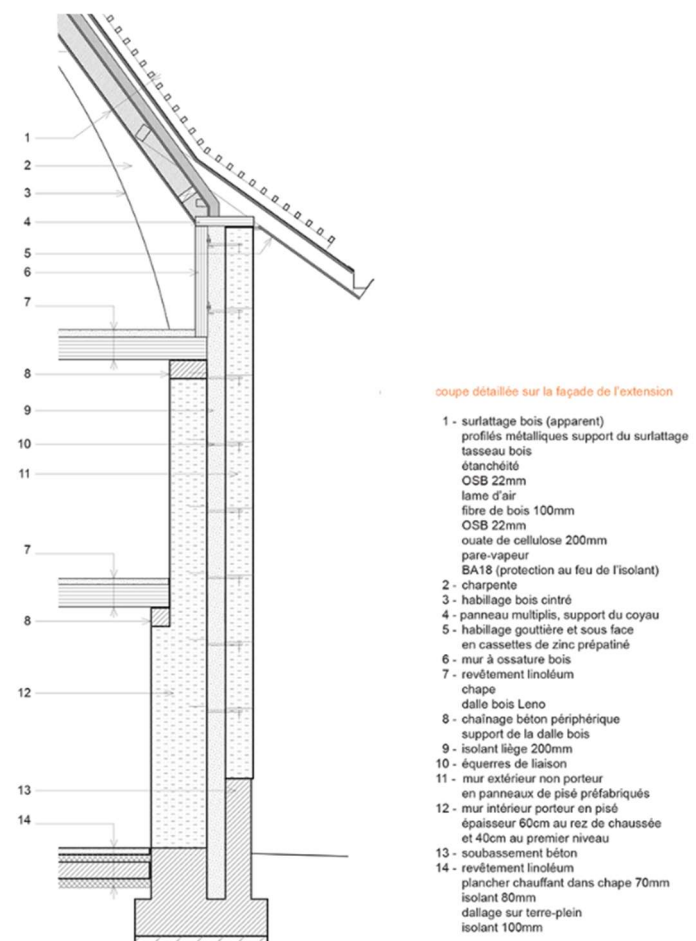 1
2
3
4
5
6
7
8
9
10
11
7
8
12
13
14
coupe détaillée sur la façade de l'extension
1 - surlattage bois (apparent)
profilés métalliques support du surlattage
tasseau bois
étanchéité
OSB 22mm
lame d'air
fibre de bois 100mm
OSB 22mm
ouate de cellulose 200mm
pare-vapeur
BA18 (protection au feu de l'isolant)
2 - charpente
3 - habillage bois cintré
4 - panneau multiplis, support du coyau
5 - habillage gouttière et sous face
en cassettes de zinc prépatiné
6 - mur à ossature bois
7 - revêtement linoléum
chape
dalle bois Leno
8 - chaînage béton périphérique
support de la dalle bois
9 - isolant liège 200mm
10 - équerres de liaison
11 - mur extérieur non porteur
en panneaux de pisé préfabriqués
12 - mur intérieur porteur en pisé
épaisseur 60cm au rez de chaussée
et 40cm au premier niveau
13 - soubassement béton
14 - revêtement linoléum
plancher chauffant dans chape 70mm
isolant 80mm
dallage sur terre-plein
isolant 100mm